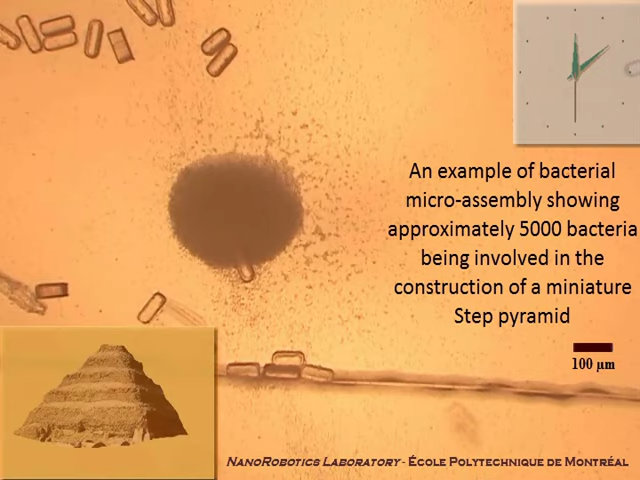 An example of bacterial
micro-assembly showing
approximately 5000 bacteria
being involved in the
construction of a miniature
Step pyramid
100 µm
NanoRobotics Laboratory - École Polytechnique de Montréal